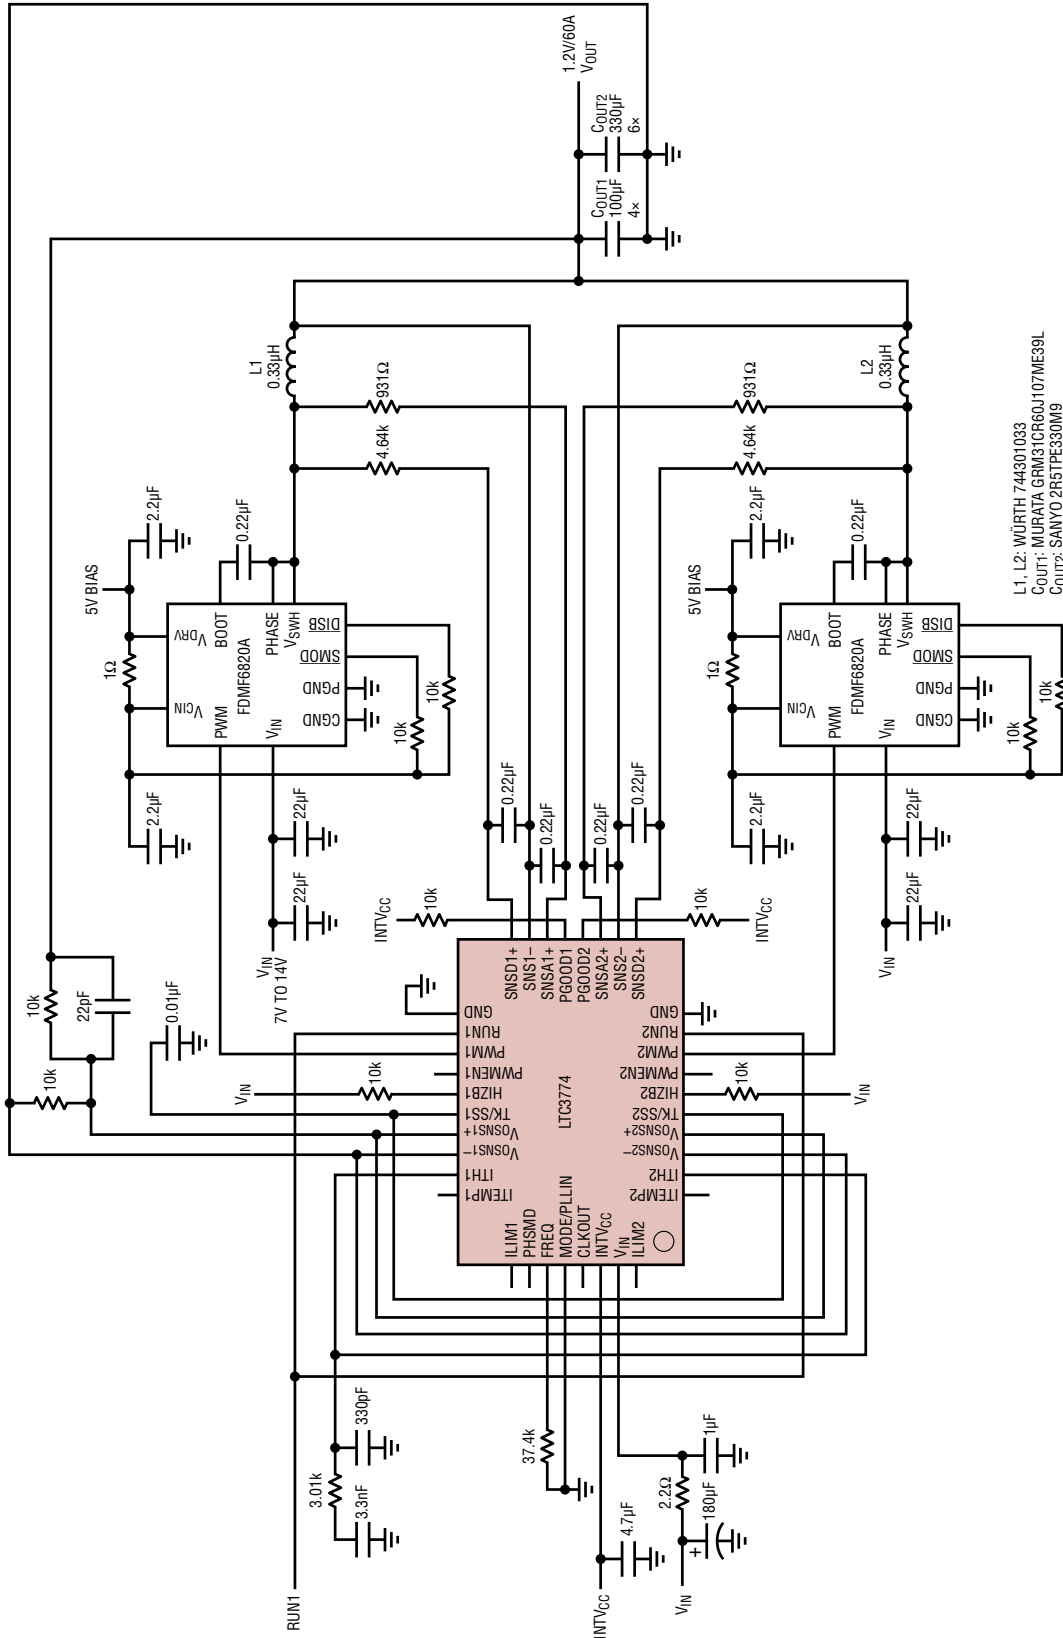 1.2V/60A
VOUT
COUT2
330µF
6×
COUT1
100µF
4×
L1
0.33µH
931Ω
4.64k
L2
0.33µH
931Ω
4.64k
L1, L2: WÜRTH 744301033
COUT1: MURATA GRM31CR60J107ME39L
COUT2: SANYO 2R5TPE330M9
5V BIAS
2.2µF
0.22µF
1Ω
VDRV
VCIN
BOOT
PWM
FDMF6820A
PHASE
VSWH
VIN
DISB
SMOD
PGND
CGND
10k
10k
2.2µF
22µF
22µF
VIN
7V TO 14V
5V BIAS
2.2µF
0.22µF
1Ω
VDRV
VCIN
BOOT
PWM
FDMF6820A
PHASE
VSWH
VIN
DISB
SMOD
PGND
CGND
10k
10k
2.2µF
22µF
22µF
VIN
0.22µF
0.22µF
0.22µF
0.22µF
INTVCC
10k
10k
INTVCC
10k
22pF
10k
0.01µF
VIN
10k
10k
VIN
SNSD1+
SNS1–
SNSA1+
PGOOD1
PGOOD2
SNSA2+
SNS2–
SNSD2+
GND
RUN1
PWM1
PWMEN1
HIZB1
TK/SS1
VOSNS1+
VOSNS1–
ITH1
ITEMP1
LTC3774
GND
RUN2
PWM2
PWMEN2
HIZB2
TK/SS2
VOSNS2+
VOSNS2–
ITH2
ITEMP2
ILIM1
PHSMD
FREQ
MODE/PLLIN
CLKOUT
INTVCC
VIN
ILIM2
330pF
3.01k
3.3nF
37.4k
1µF
2.2Ω
180µF
+
4.7µF
RUN1
INTVCC
VIN